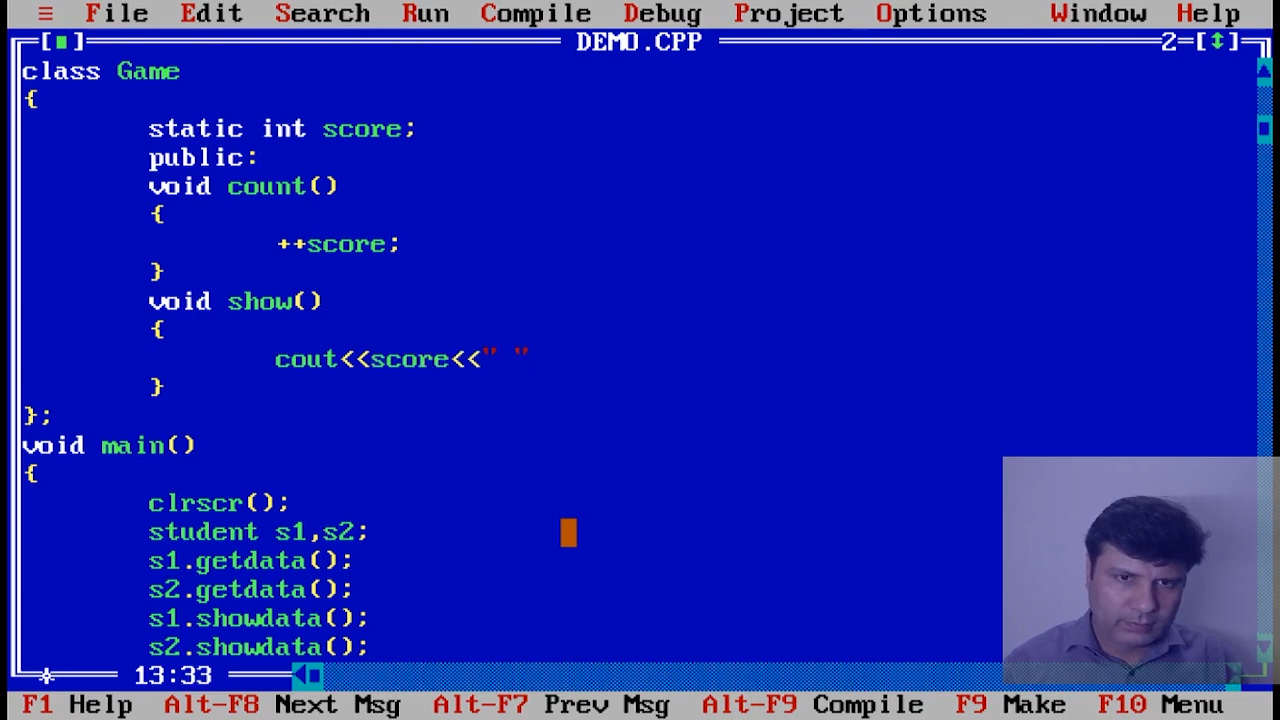 ≡ File Edit Search Run Compile Debug Project Options Window Help
[■] DEMO.CPP 2=[↕]
class Game
{
static int score;
public:
void count()
{
++score;
}
void show()
{
cout<<score<<" "
}
};
void main()
{
clrscr();
student s1,s2;
s1.getdata();
s2.getdata();
s1.showdata();
s2.showdata();
13:33
F1 Help Alt-F8 Next Msg Alt-F7 Prev Msg Alt-F9 Compile F9 Make F10 Menu